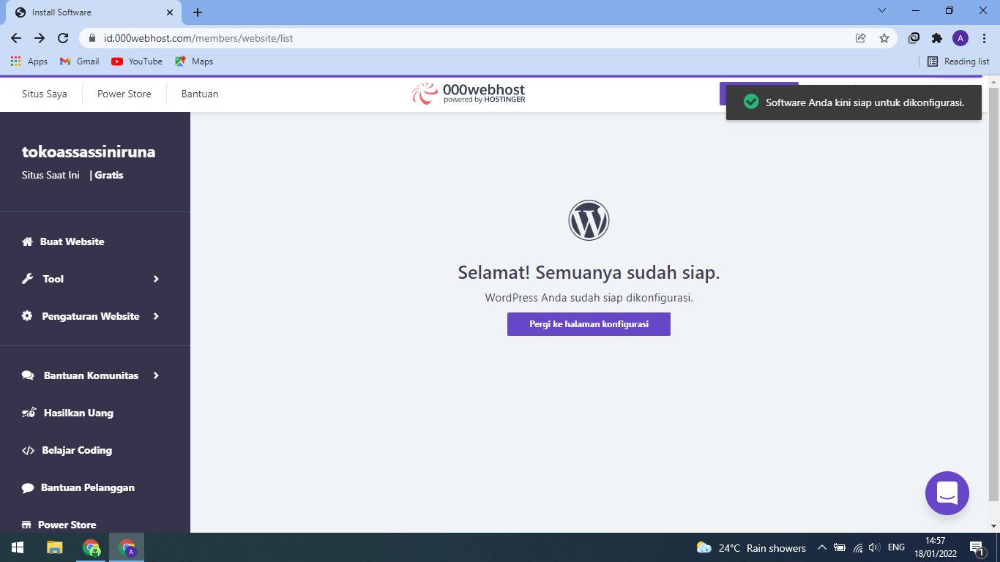 Install Software
id.000webhost.com/members/website/list
A
Apps Gmail YouTube Maps Reading list
Situs Saya Power Store Bantuan
000webhost
powered by HOSTINGER
Software Anda kini siap untuk dikonfigurasi.
tokoassassiniruna
Situs Saat Ini | Gratis
Buat Website
Tool
Pengaturan Website
Bantuan Komunitas
Hasilkan Uang
Belajar Coding
Bantuan Pelanggan
Power Store
Selamat! Semuanya sudah siap.
WordPress Anda sudah siap dikonfigurasi.
Pergi ke halaman konfigurasi
A
24°C Rain showers
ENG
14:57
18/01/2022
1